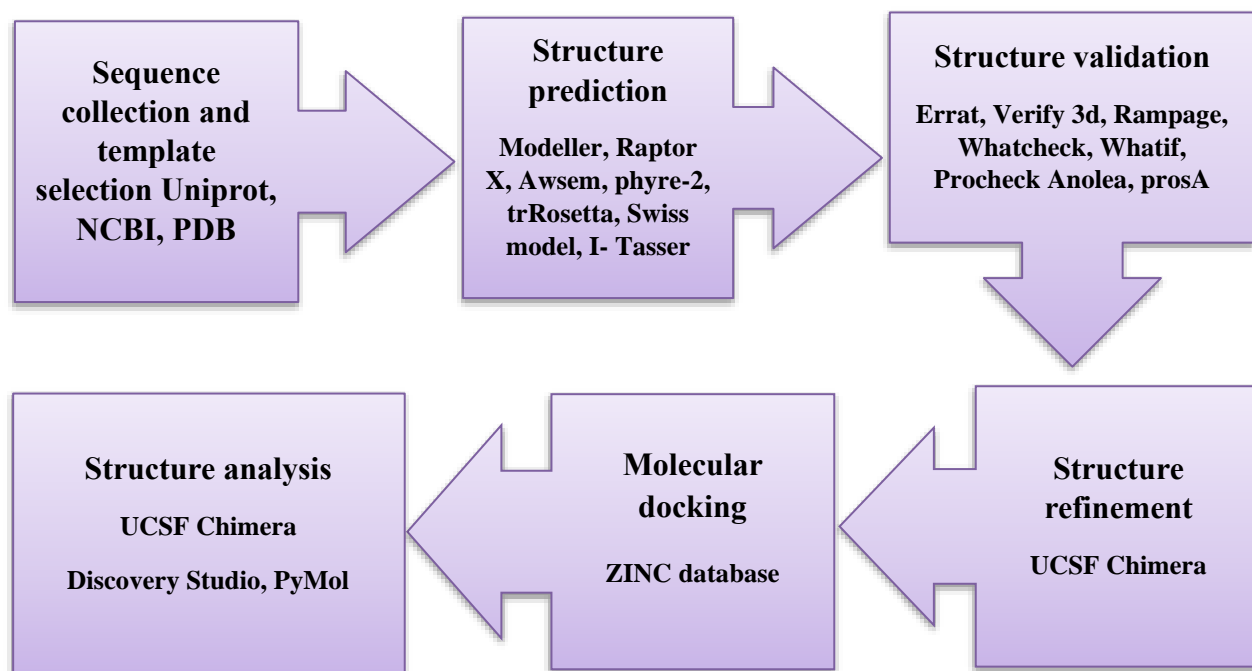 Sequence
collection and
template
selection Uniprot,
NCBI, PDB
Structure
prediction
Modeller, Raptor
X, Awsem, phyre-2,
trRosetta, Swiss
model, I- Tasser
Structure validation
Errat, Verify 3d, Rampage,
Whatcheck, Whatif,
Procheck Anolea, prosA
Structure
refinement
UCSF Chimera
Molecular
docking
ZINC database
Structure analysis
UCSF Chimera
Discovery Studio, PyMol